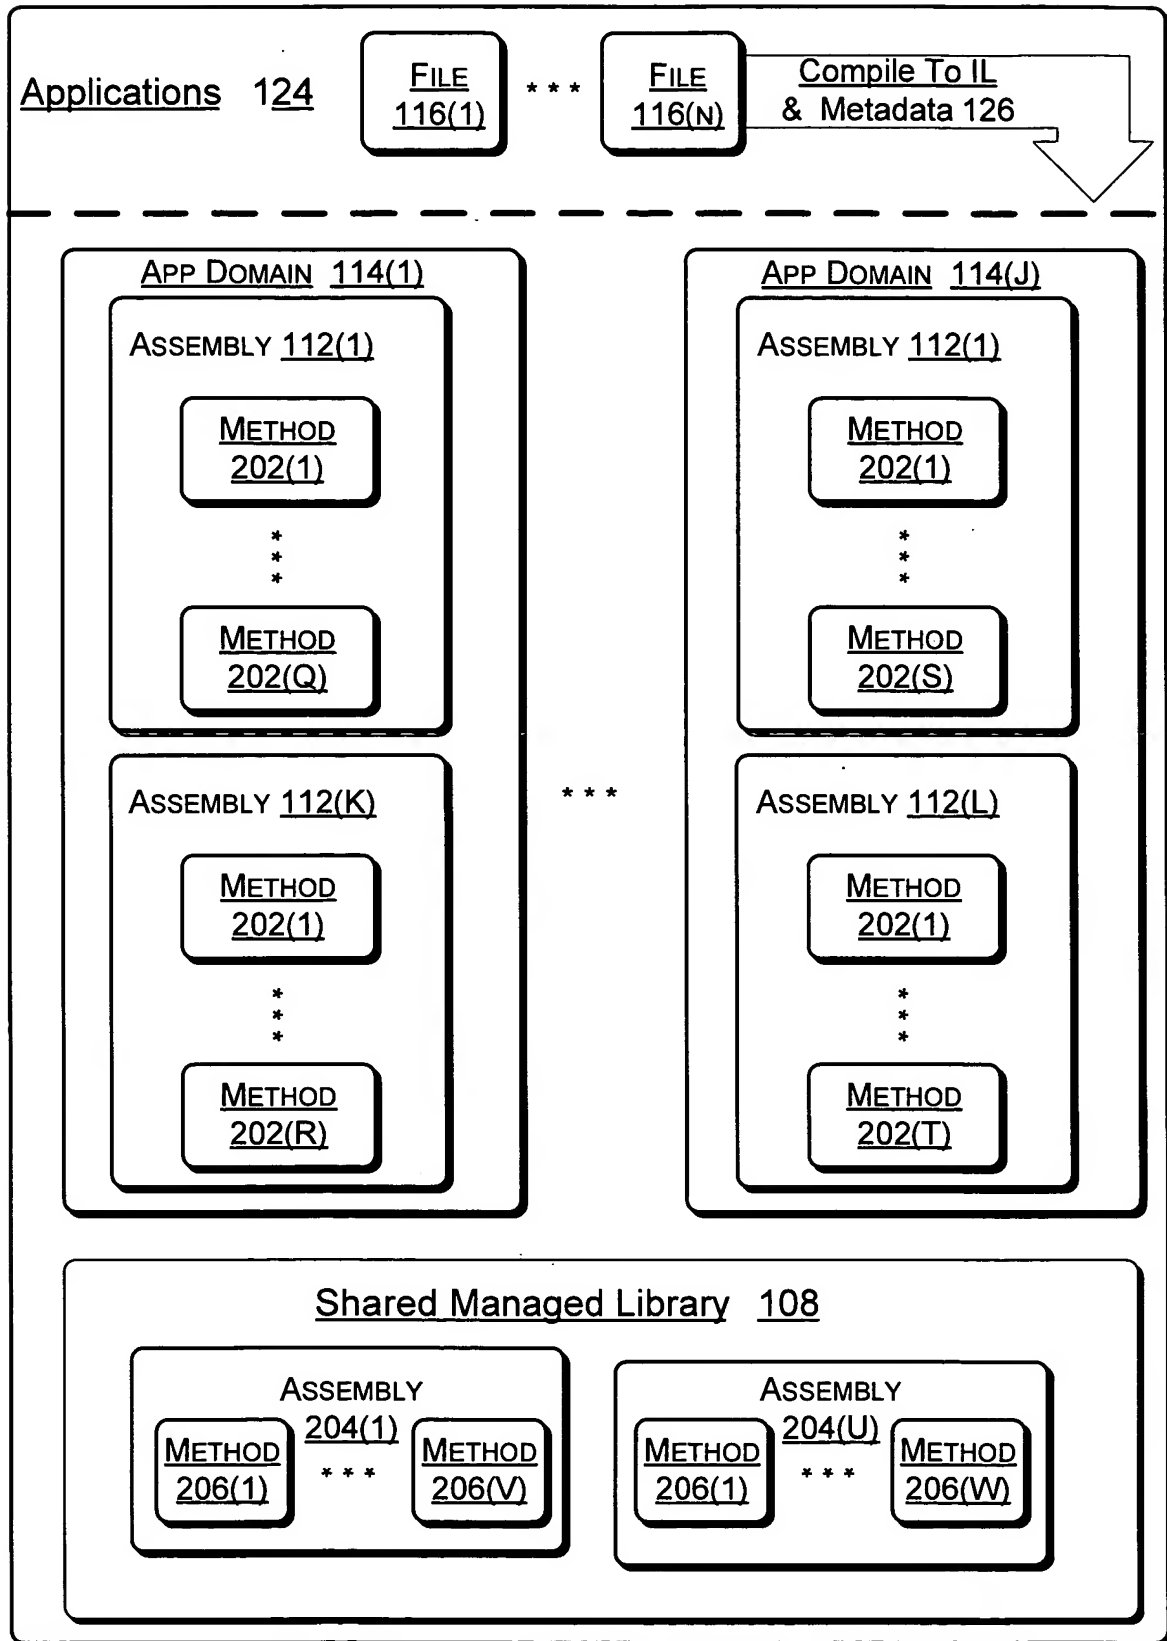 Applications 124
FILE
116(1)
* * *
FILE
116(N)
Compile To IL
& Metadata 126
APP DOMAIN 114(1)
ASSEMBLY 112(1)
METHOD
202(1)
*
*
*
METHOD
202(Q)
ASSEMBLY 112(K)
METHOD
202(1)
*
*
*
METHOD
202(R)
* * *
APP DOMAIN 114(J)
ASSEMBLY 112(1)
METHOD
202(1)
*
*
*
METHOD
202(S)
ASSEMBLY 112(L)
METHOD
202(1)
*
*
*
METHOD
202(T)
Shared Managed Library 108
ASSEMBLY
204(1)
METHOD
206(1)
* * *
METHOD
206(V)
ASSEMBLY
204(U)
METHOD
206(1)
* * *
METHOD
206(W)